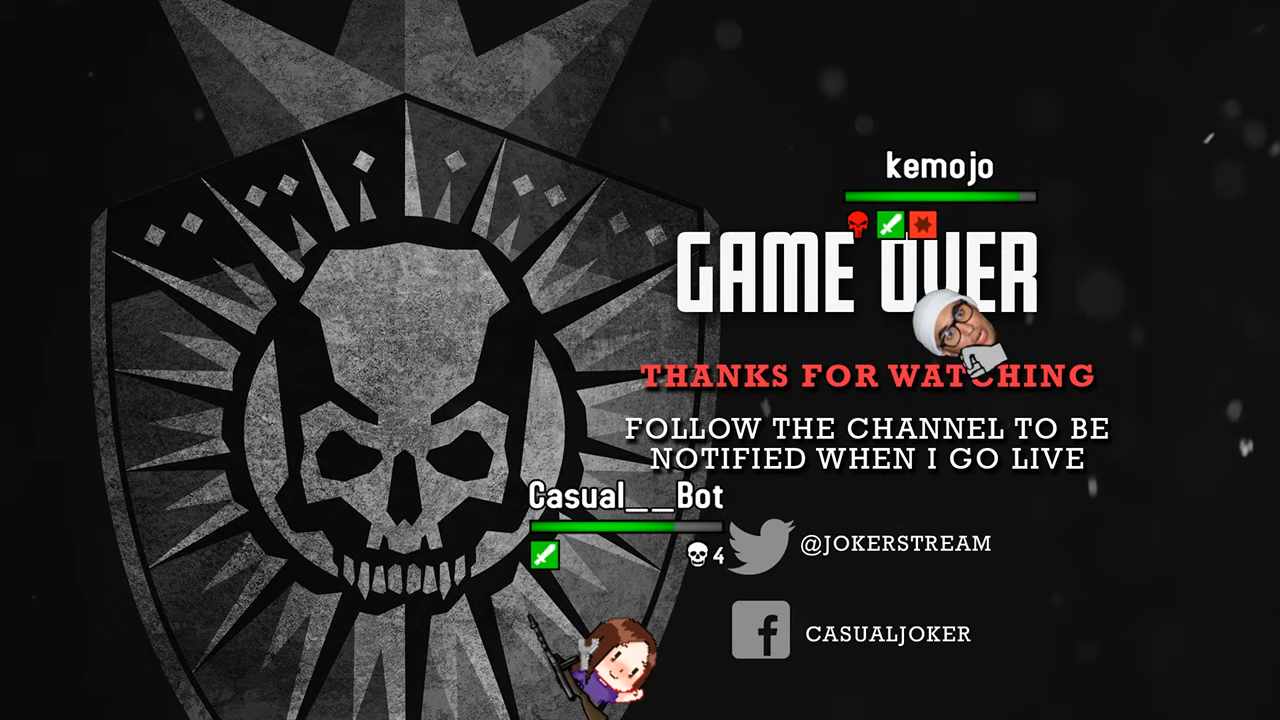 kemojo
GAME OVER
THANKS FOR WATCHING
FOLLOW THE CHANNEL TO BE
NOTIFIED WHEN I GO LIVE
Casual__Bot
4
@JOKERSTREAM
f
CASUALJOKER